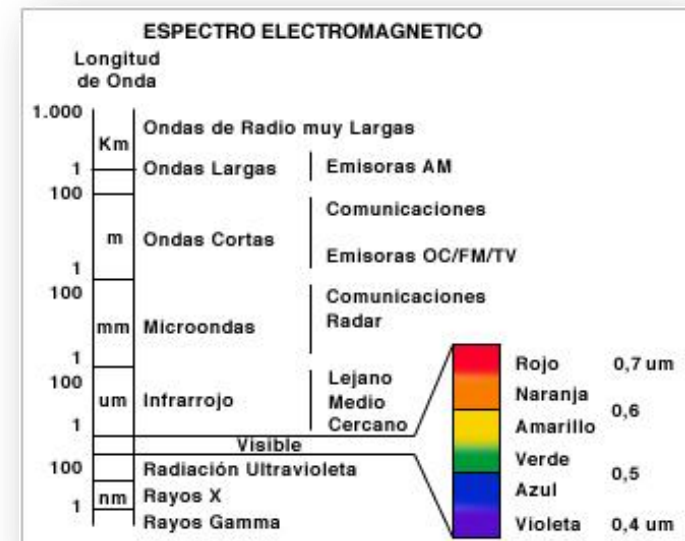 ESPECTRO ELECTROMAGNETICO
Longitud
de Onda
1.000
Km
Ondas de Radio muy Largas
1
Ondas Largas
Emisoras AM
100
Comunicaciones
m
Ondas Cortas
Emisoras OC/FM/TV
1
100
Comunicaciones
mm
Microondas
Radar
1
100
Lejano
um
Infrarrojo
Medio
1
Cercano
Visible
100
Radiación Ultravioleta
nm
Rayos X
1
Rayos Gamma
Rojo
0,7 um
Naranja
0,6
Amarillo
Verde
0,5
Azul
Violeta
0,4 um